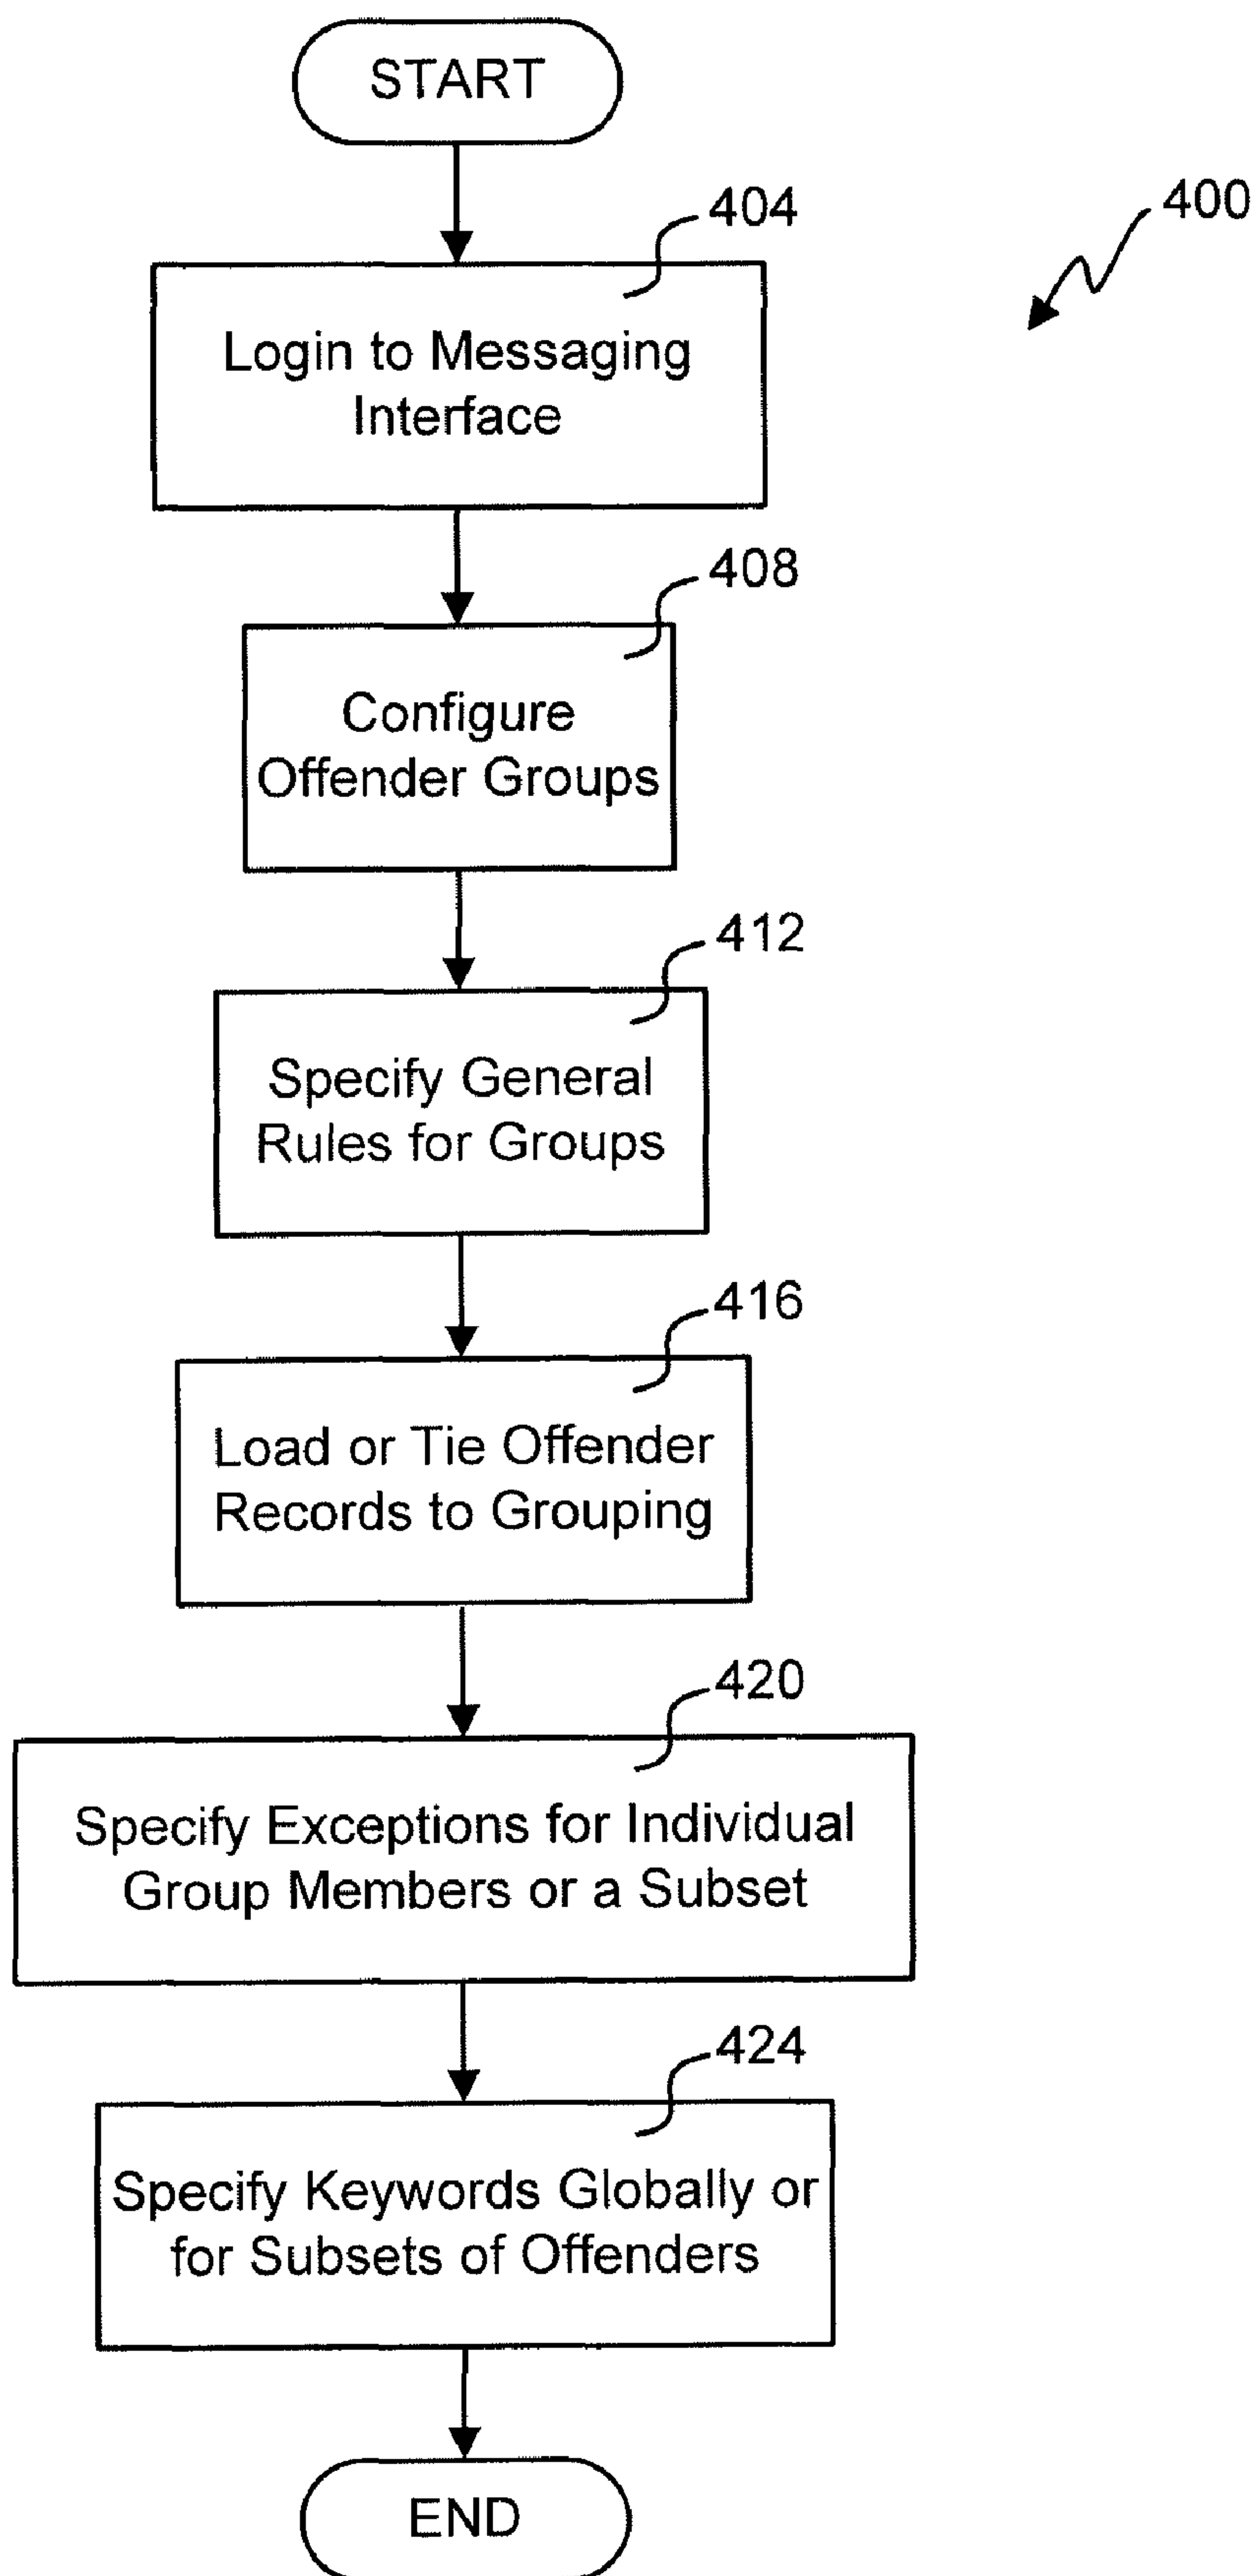 START
400
404
Login to Messaging
Interface
408
Configure
Offender Groups
412
Specify General
Rules for Groups
416
Load or Tie Offender
Records to Grouping
420
Specify Exceptions for Individual
Group Members or a Subset
424
Specify Keywords Globally or
for Subsets of Offenders
END